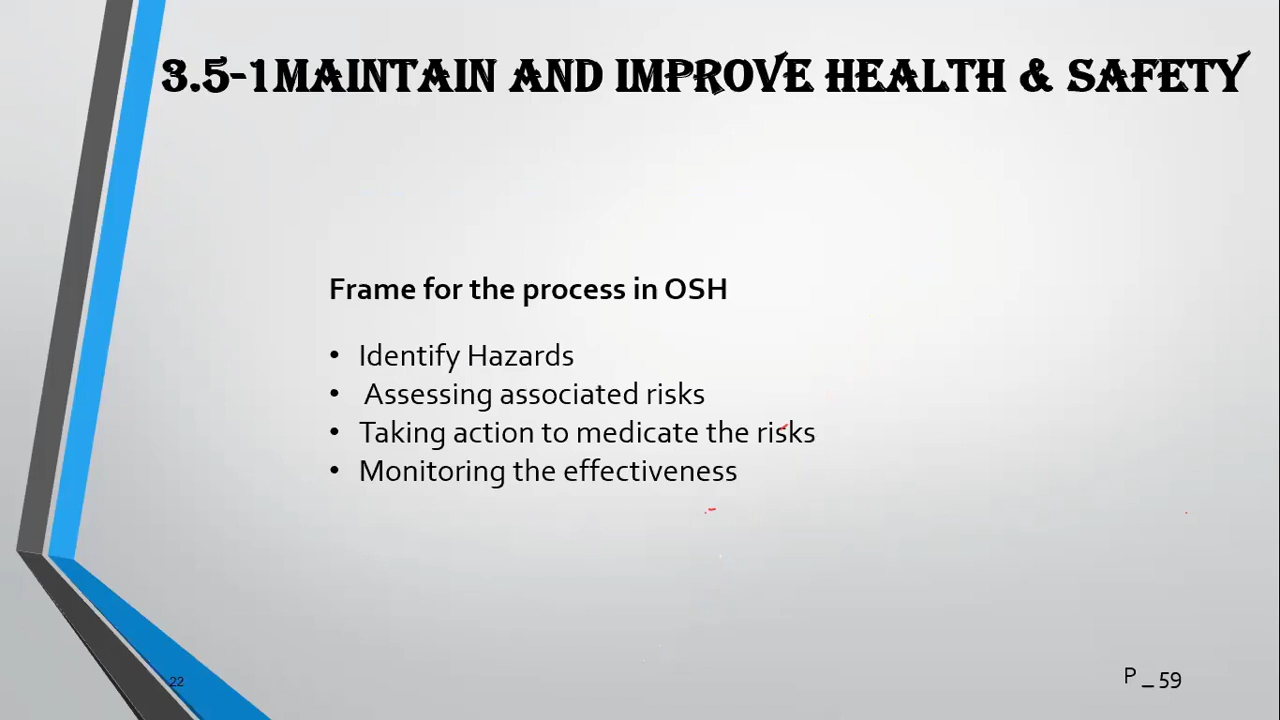 3.5-1MAINTAIN AND IMPROVE HEALTH & SAFETY
Frame for the process in OSH
• Identify Hazards
• Assessing associated risks
• Taking action to medicate the risks
• Monitoring the effectiveness
22
P _ 59